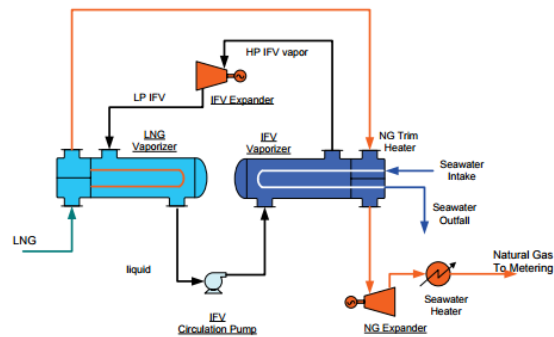 HP IFV vapor
LP IFV
IFV Expander
LNG
Vaporizer
IFV
Vaporizer
NG Trim
Heater
Seawater
Intake
Seawater
Outfall
LNG
liquid
IFV
Circulation Pump
Natural Gas
To Metering
Seawater
Heater
NG Expander